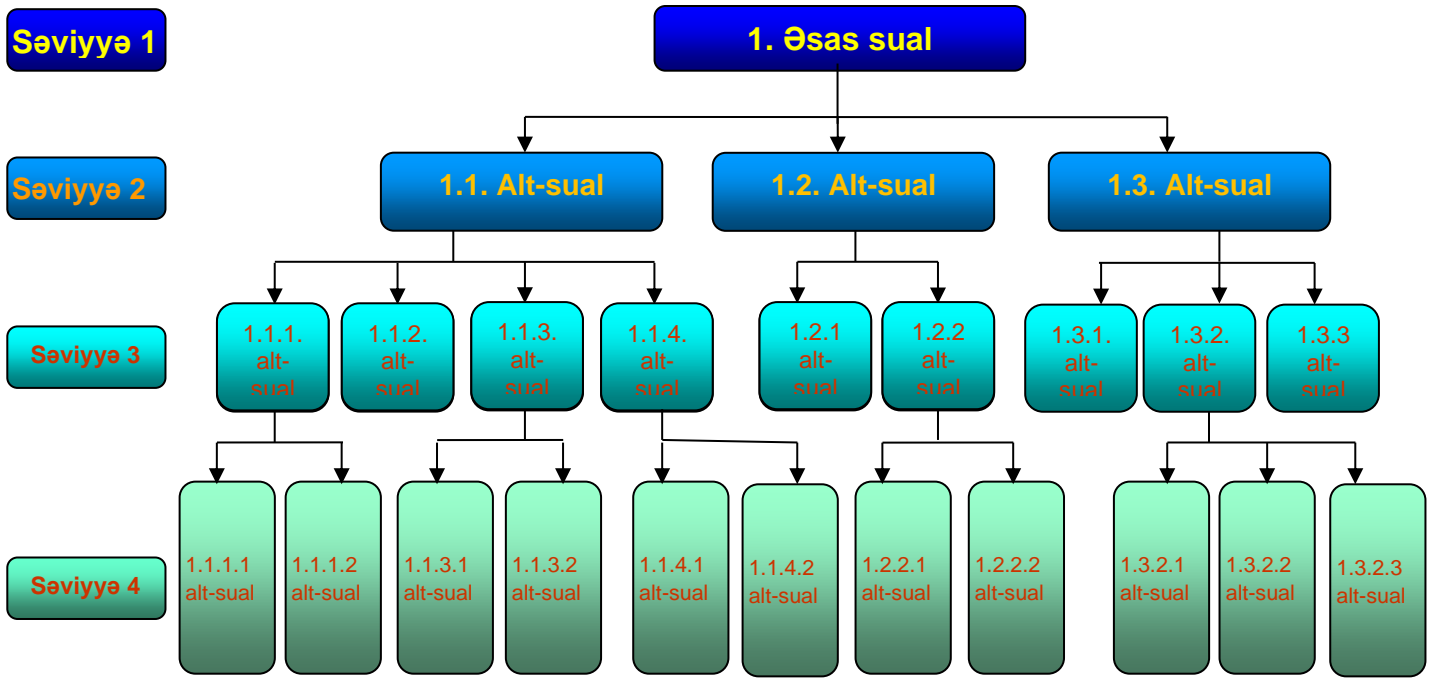 Səviyyə 1
1. Əsas sual
Səviyyə 2
1.1. Alt-sual
1.2. Alt-sual
1.3. Alt-sual
Səviyyə 3
1.1.1.
alt-
sual
1.1.2.
alt-
sual
1.1.3.
alt-
sual
1.1.4.
alt-
sual
1.2.1
alt-
sual
1.2.2
alt-
sual
1.3.1.
alt-
sual
1.3.2.
alt-
sual
1.3.3
alt-
sual
Səviyyə 4
1.1.1.1
alt-sual
1.1.1.2
alt-sual
1.1.3.1
alt-sual
1.1.3.2
alt-sual
1.1.4.1
alt-sual
1.1.4.2
alt-sual
1.2.2.1
alt-sual
1.2.2.2
alt-sual
1.3.2.1
alt-sual
1.3.2.2
alt-sual
1.3.2.3
alt-sual